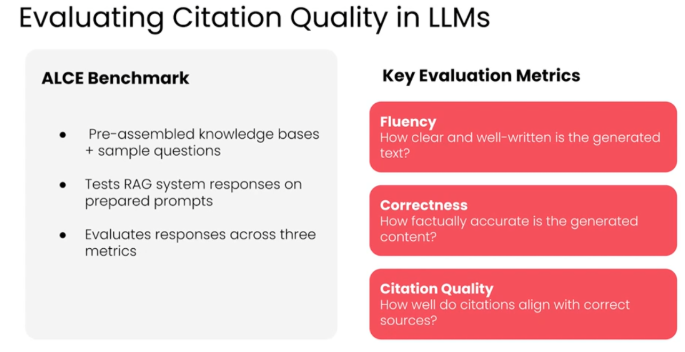 Evaluating Citation Quality in LLMs
ALCE Benchmark
● Pre-assembled knowledge bases
+ sample questions
● Tests RAG system responses on
prepared prompts
● Evaluates responses across three
metrics
Key Evaluation Metrics
Fluency
How clear and well-written is the generated
text?
Correctness
How factually accurate is the generated
content?
Citation Quality
How well do citations align with correct
sources?